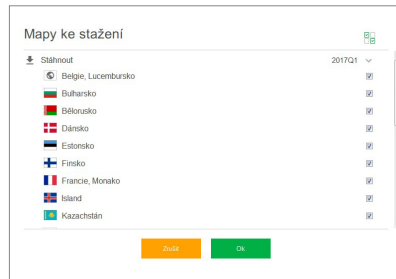 Mapy ke stažení
Stáhnout 2017Q1
Belgie, Lucembursko
Bulharsko
Bělorusko
Dánsko
Estonsko
Finsko
Francie, Monako
Island
Kazachstán
Zrušit Ok